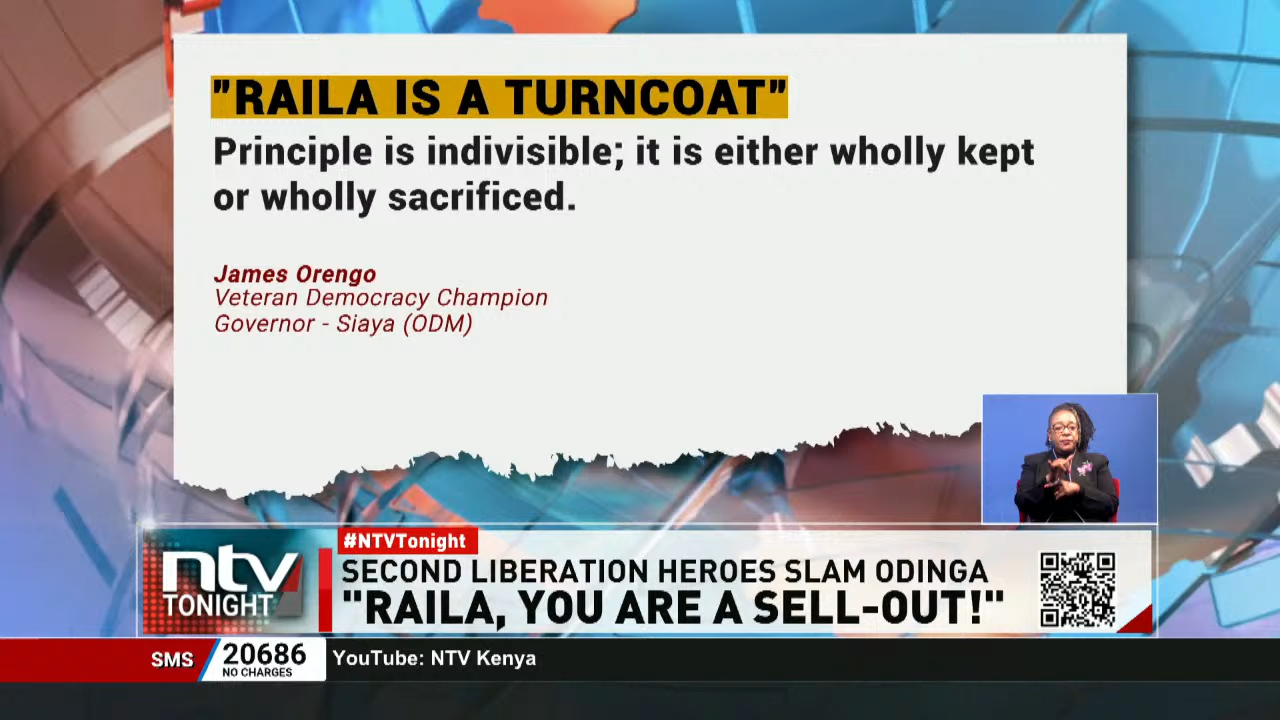 "RAILA IS A TURNCOAT"
Principle is indivisible; it is either wholly kept
or wholly sacrificed.
James Orengo
Veteran Democracy Champion
Governor - Siaya (ODM)
ntv
TONIGHT
#NTVTonight
SECOND LIBERATION HEROES SLAM ODINGA
"RAILA, YOU ARE A SELL-OUT!"
SMS
20686
NO CHARGES
YouTube: NTV Kenya